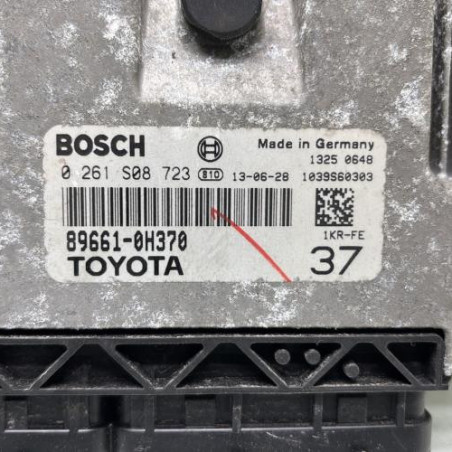 BOSCH
Made in Germany
1325 0648
0 261 S08 723 810 13-06-28 1039S60303
89661-0H370
1KR-FE
TOYOTA
37